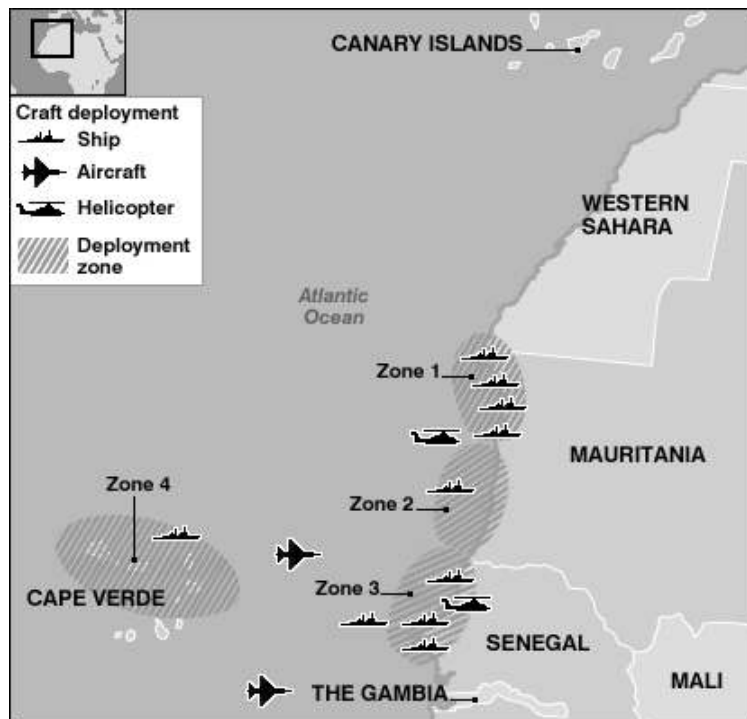 CANARY ISLANDS
Craft deployment
Ship
Aircraft
Helicopter
Deployment
zone
WESTERN
SAHARA
Atlantic
Ocean
Zone 1
MAURITANIA
Zone 4
Zone 2
Zone 3
CAPE VERDE
SENEGAL
MALI
THE GAMBIA